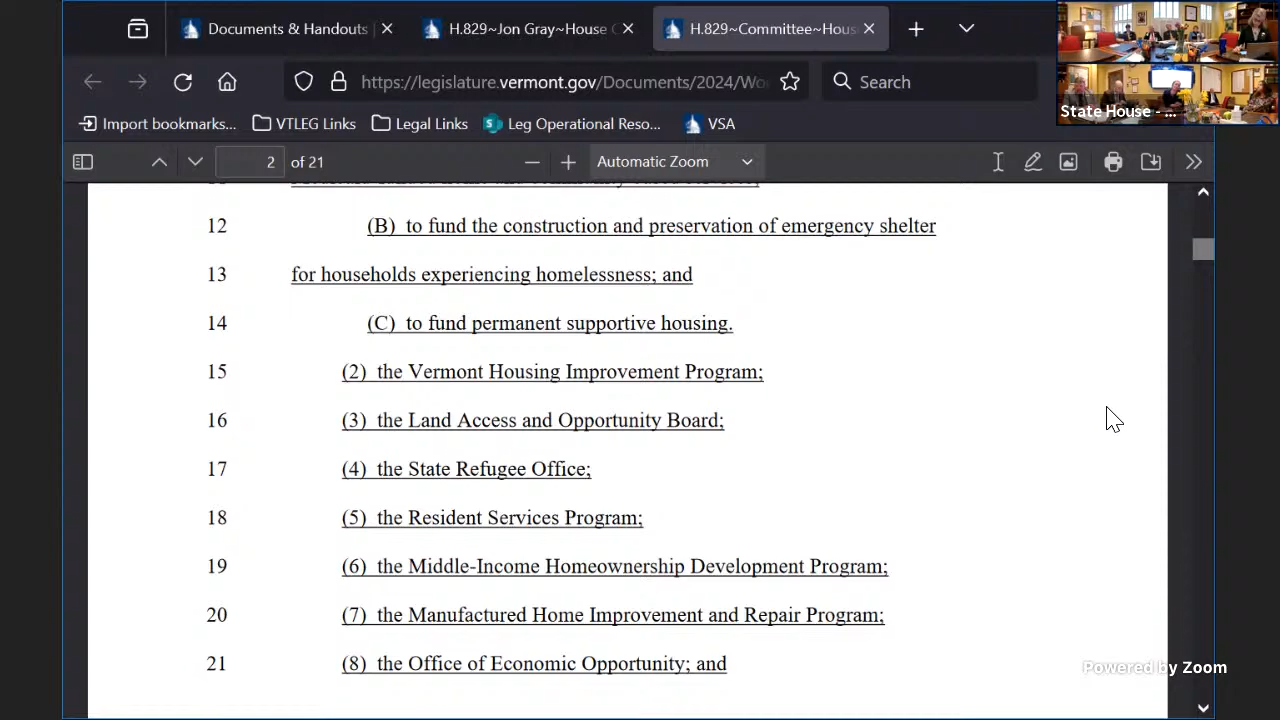 Documents & Handouts |
H.829~Jon Gray~House
H.829~Committee~Hous
https://legislature.vermont.gov/Documents/2024/Wo
Search
Import bookmarks...
VTLEG Links
Legal Links
Leg Operational Reso...
VSA
State House - ...
2 of 21
Automatic Zoom
12 (B) to fund the construction and preservation of emergency shelter
13 for households experiencing homelessness; and
14 (C) to fund permanent supportive housing.
15 (2) the Vermont Housing Improvement Program;
16 (3) the Land Access and Opportunity Board;
17 (4) the State Refugee Office;
18 (5) the Resident Services Program;
19 (6) the Middle-Income Homeownership Development Program;
20 (7) the Manufactured Home Improvement and Repair Program;
21 (8) the Office of Economic Opportunity; and
Powered by Zoom